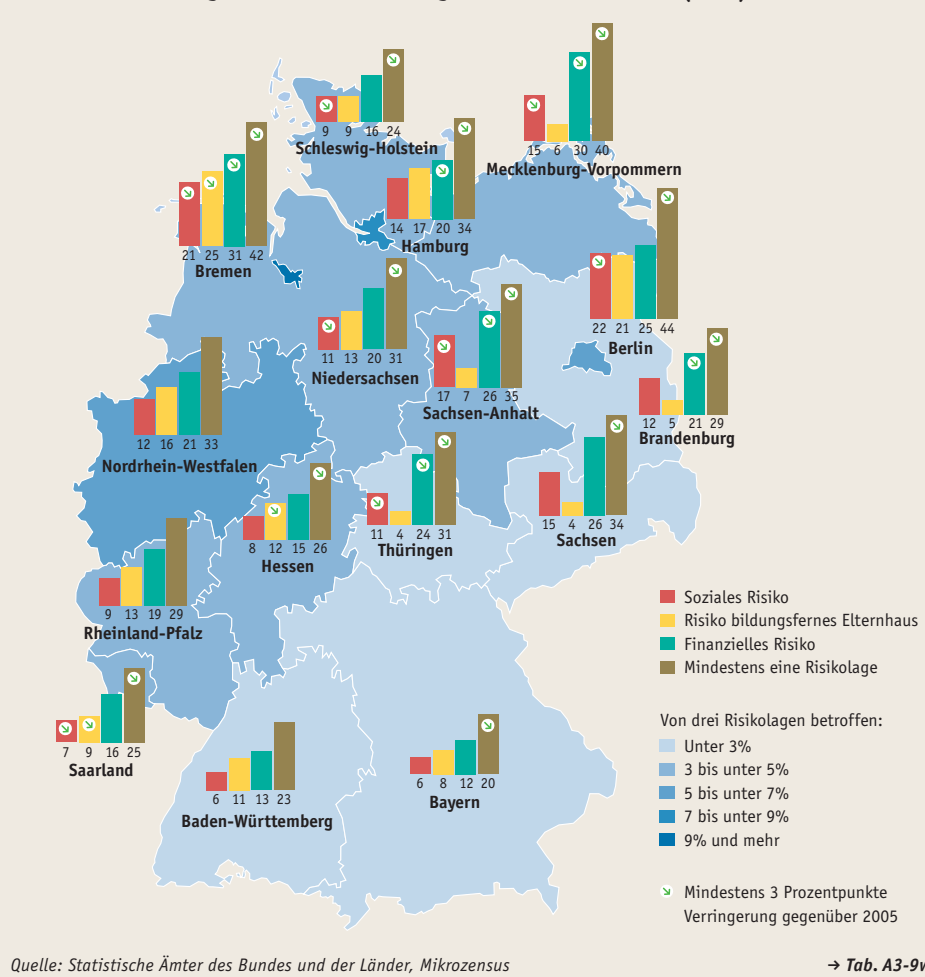 9 9 16 24
Schleswig-Holstein
15 6 30 40
Mecklenburg-Vorpommern
14 17 20 34
Hamburg
21 25 31 42
Bremen
22 21 25 44
Berlin
11 13 20 31
Niedersachsen
17 7 26 35
Sachsen-Anhalt
12 5 21 29
Brandenburg
12 16 21 33
Nordrhein-Westfalen
11 4 24 31
Thüringen
15 4 26 34
Sachsen
8 12 15 26
Hessen
9 13 19 29
Rheinland-Pfalz
7 9 16 25
Saarland
6 11 13 23
Baden-Württemberg
6 8 12 20
Bayern
Soziales Risiko
Risiko bildungsfernes Elternhaus
Finanzielles Risiko
Mindestens eine Risikolage
Von drei Risikolagen betroffen:
Unter 3%
3 bis unter 5%
5 bis unter 7%
7 bis unter 9%
9% und mehr
Mindestens 3 Prozentpunkte
Verringerung gegenüber 2005
Quelle: Statistische Ämter des Bundes und der Länder, Mikrozensus
→ Tab. A3-9w